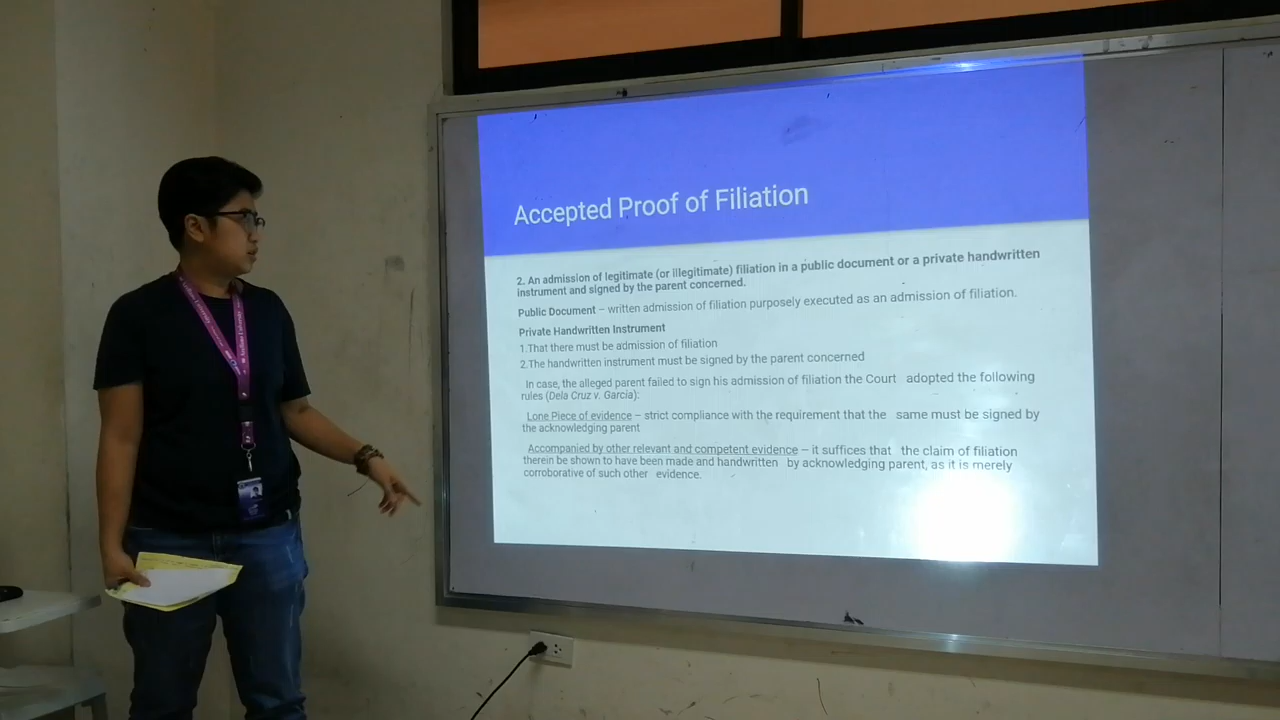 Accepted Proof of Filiation
2. An admission of legitimate (or illegitimate) filiation in a public document or a private handwritten
instrument and signed by the parent concerned.
Public Document – written admission of filiation purposely executed as an admission of filiation.
Private Handwritten Instrument
1.That there must be admission of filiation
2.The handwritten instrument must be signed by the parent concerned
In case, the alleged parent failed to sign his admission of filiation the Court adopted the following
rules (Dela Cruz v. Garcia):
Lone Piece of evidence – strict compliance with the requirement that the same must be signed by
the acknowledging parent
Accompanied by other relevant and competent evidence – it suffices that the claim of filiation
therein be shown to have been made and handwritten by acknowledging parent, as it is merely
corroborative of such other evidence.